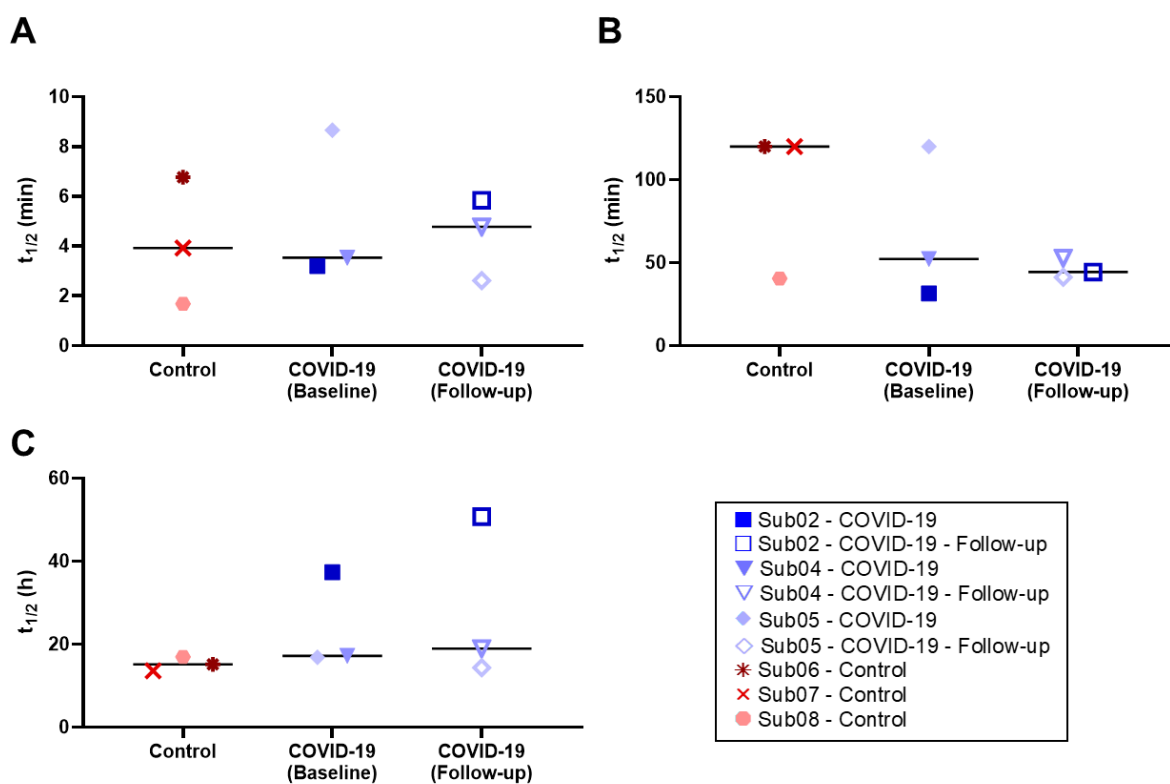 A
10
8
6
4
2
0
t1/2 (min)
Control
COVID-19
(Baseline)
COVID-19
(Follow-up)
B
150
100
50
0
t1/2 (min)
Control
COVID-19
(Baseline)
COVID-19
(Follow-up)
C
60
40
20
0
t1/2 (h)
Control
COVID-19
(Baseline)
COVID-19
(Follow-up)
Sub02 - COVID-19
Sub02 - COVID-19 - Follow-up
Sub04 - COVID-19
Sub04 - COVID-19 - Follow-up
Sub05 - COVID-19
Sub05 - COVID-19 - Follow-up
Sub06 - Control
Sub07 - Control
Sub08 - Control